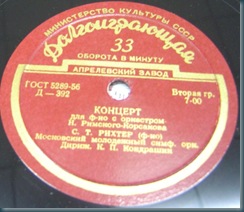 МИНИСТЕРСТВО КУЛЬТУРЫ СССР
Долгоиграющая
33
ОБОРОТА В МИНУТУ
АПРЕЛЕВСКИЙ ЗАВОД
ГОСТ 5289-56
Д — 392
Вторая гр.
7-00
КОНЦЕРТ
для ф-но с оркестром
Н. Римского-Корсакова
С. Т. РИХТЕР (ф-но)
Московский молодежный симф. орк.
Дириж. К. П. Кондрашин